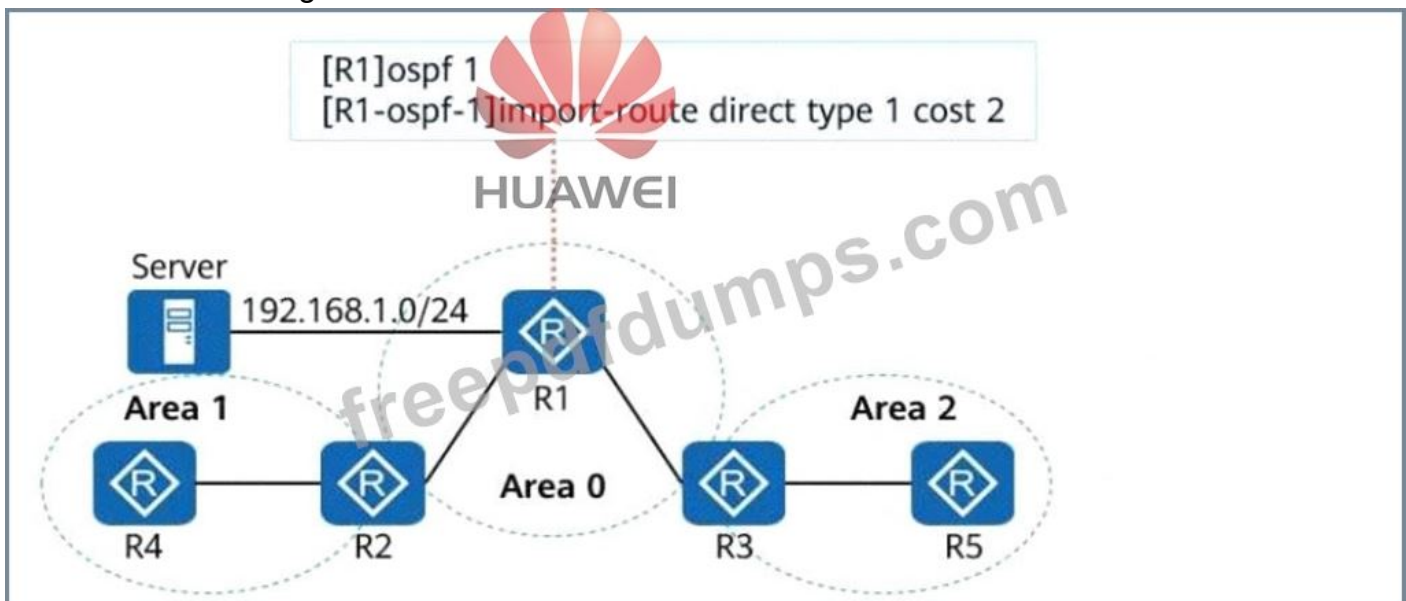 [R1]ospf 1
[R1-ospf-1]import-route direct type 1 cost 2
HUAWEI
freepdfdumps.com
Server
192.168.1.0/24
R
R1
Area 1
Area 2
Area 0
R
R
R
R
R4
R2
R3
R5